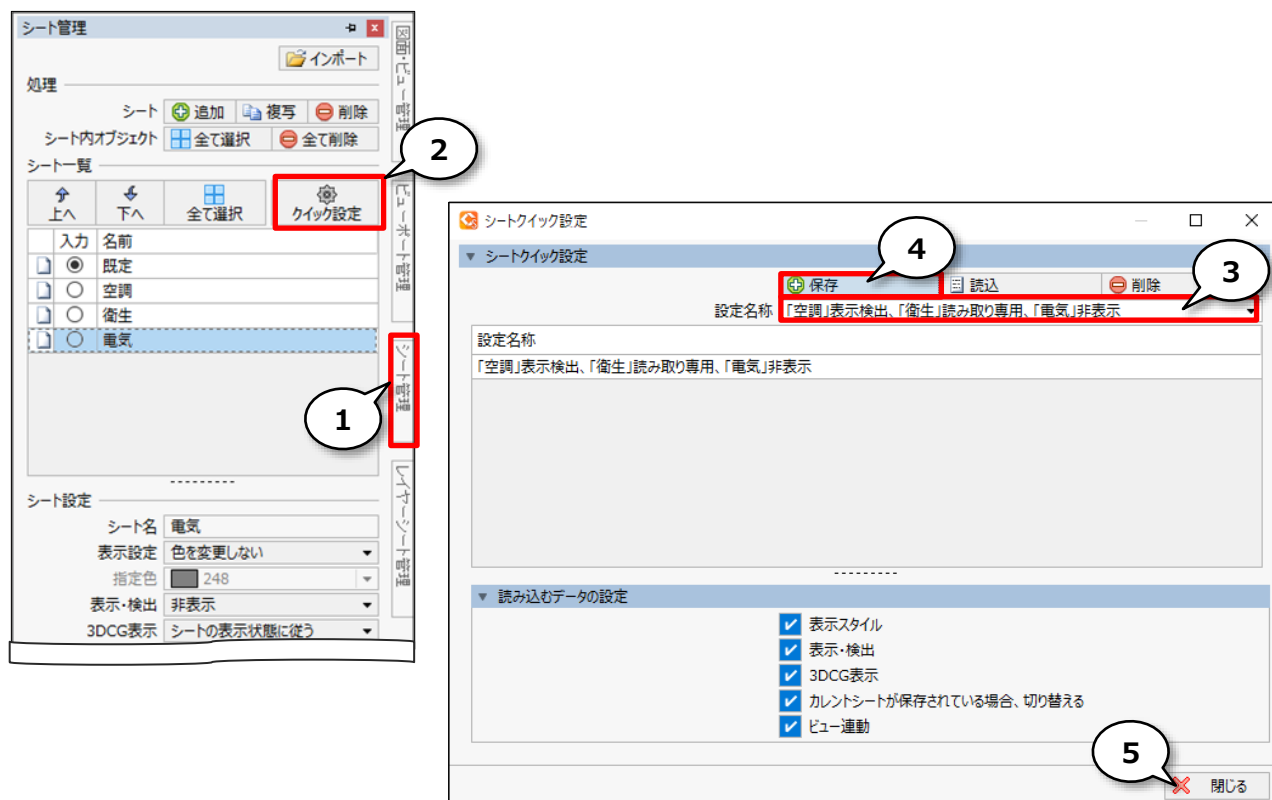 シート管理
インポート
処理
シート 追加 複写 削除
シート内オブジェクト 全て選択 全て削除
シート一覧
上へ 下へ 全て選択 クイック設定
入力 名前
既定
空調
衛生
電気
シート設定
シート名 電気
表示設定 色を変更しない
指定色 248
表示・検出 非表示
3DCG表示 シートの表示状態に従う
図面・ビュー管理
ビューポート管理
シート管理
レイヤーシート管理
1
2
シートクイック設定
シートクイック設定
保存 読込 削除
設定名称 「空調」表示検出、「衛生」読み取り専用、「電気」非表示
設定名称
「空調」表示検出、「衛生」読み取り専用、「電気」非表示
読み込むデータの設定
表示スタイル
表示・検出
3DCG表示
カレントシートが保存されている場合、切り替える
ビュー連動
閉じる
4
3
5